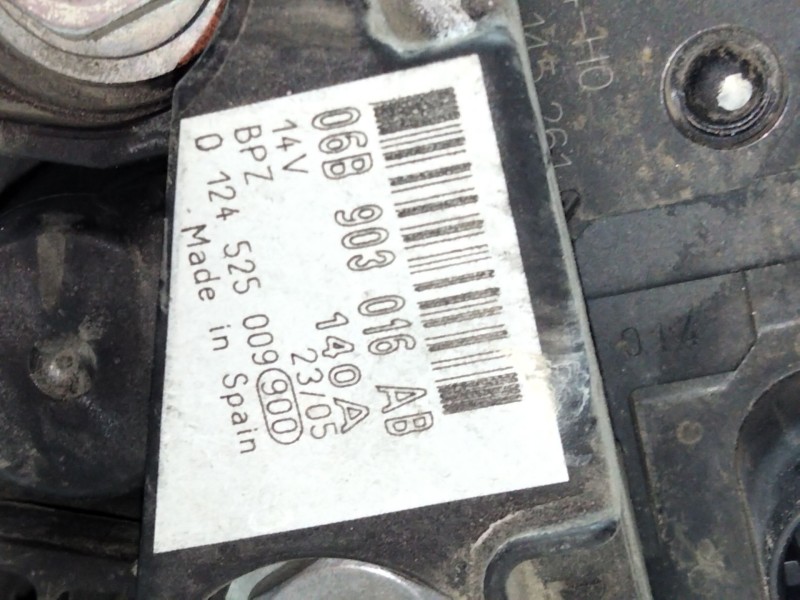 06B 903 016 AB
14V 140A
BPZ 23/05
0 124 525 009 900
Made in Spain